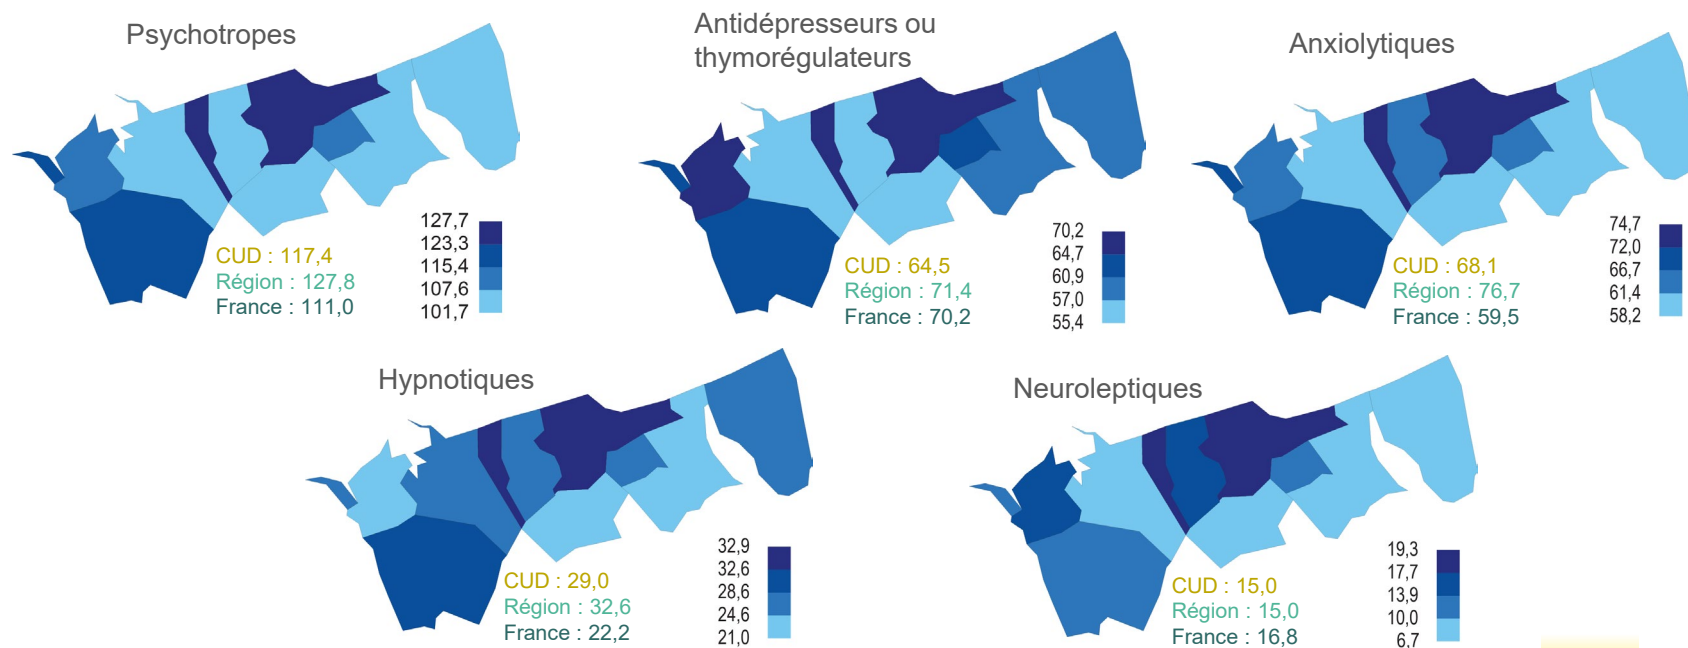 Psychotropes
127,7
123,3
115,4
107,6
101,7
CUD : 117,4
Région : 127,8
France : 111,0
Antidépresseurs ou
thymorégulateurs
70,2
64,7
60,9
57,0
55,4
CUD : 64,5
Région : 71,4
France : 70,2
Anxiolytiques
74,7
72,0
66,7
61,4
58,2
CUD : 68,1
Région : 76,7
France : 59,5
Hypnotiques
32,9
32,6
28,6
24,6
21,0
CUD : 29,0
Région : 32,6
France : 22,2
Neuroleptiques
19,3
17,7
13,9
10,0
6,7
CUD : 15,0
Région : 15,0
France : 16,8